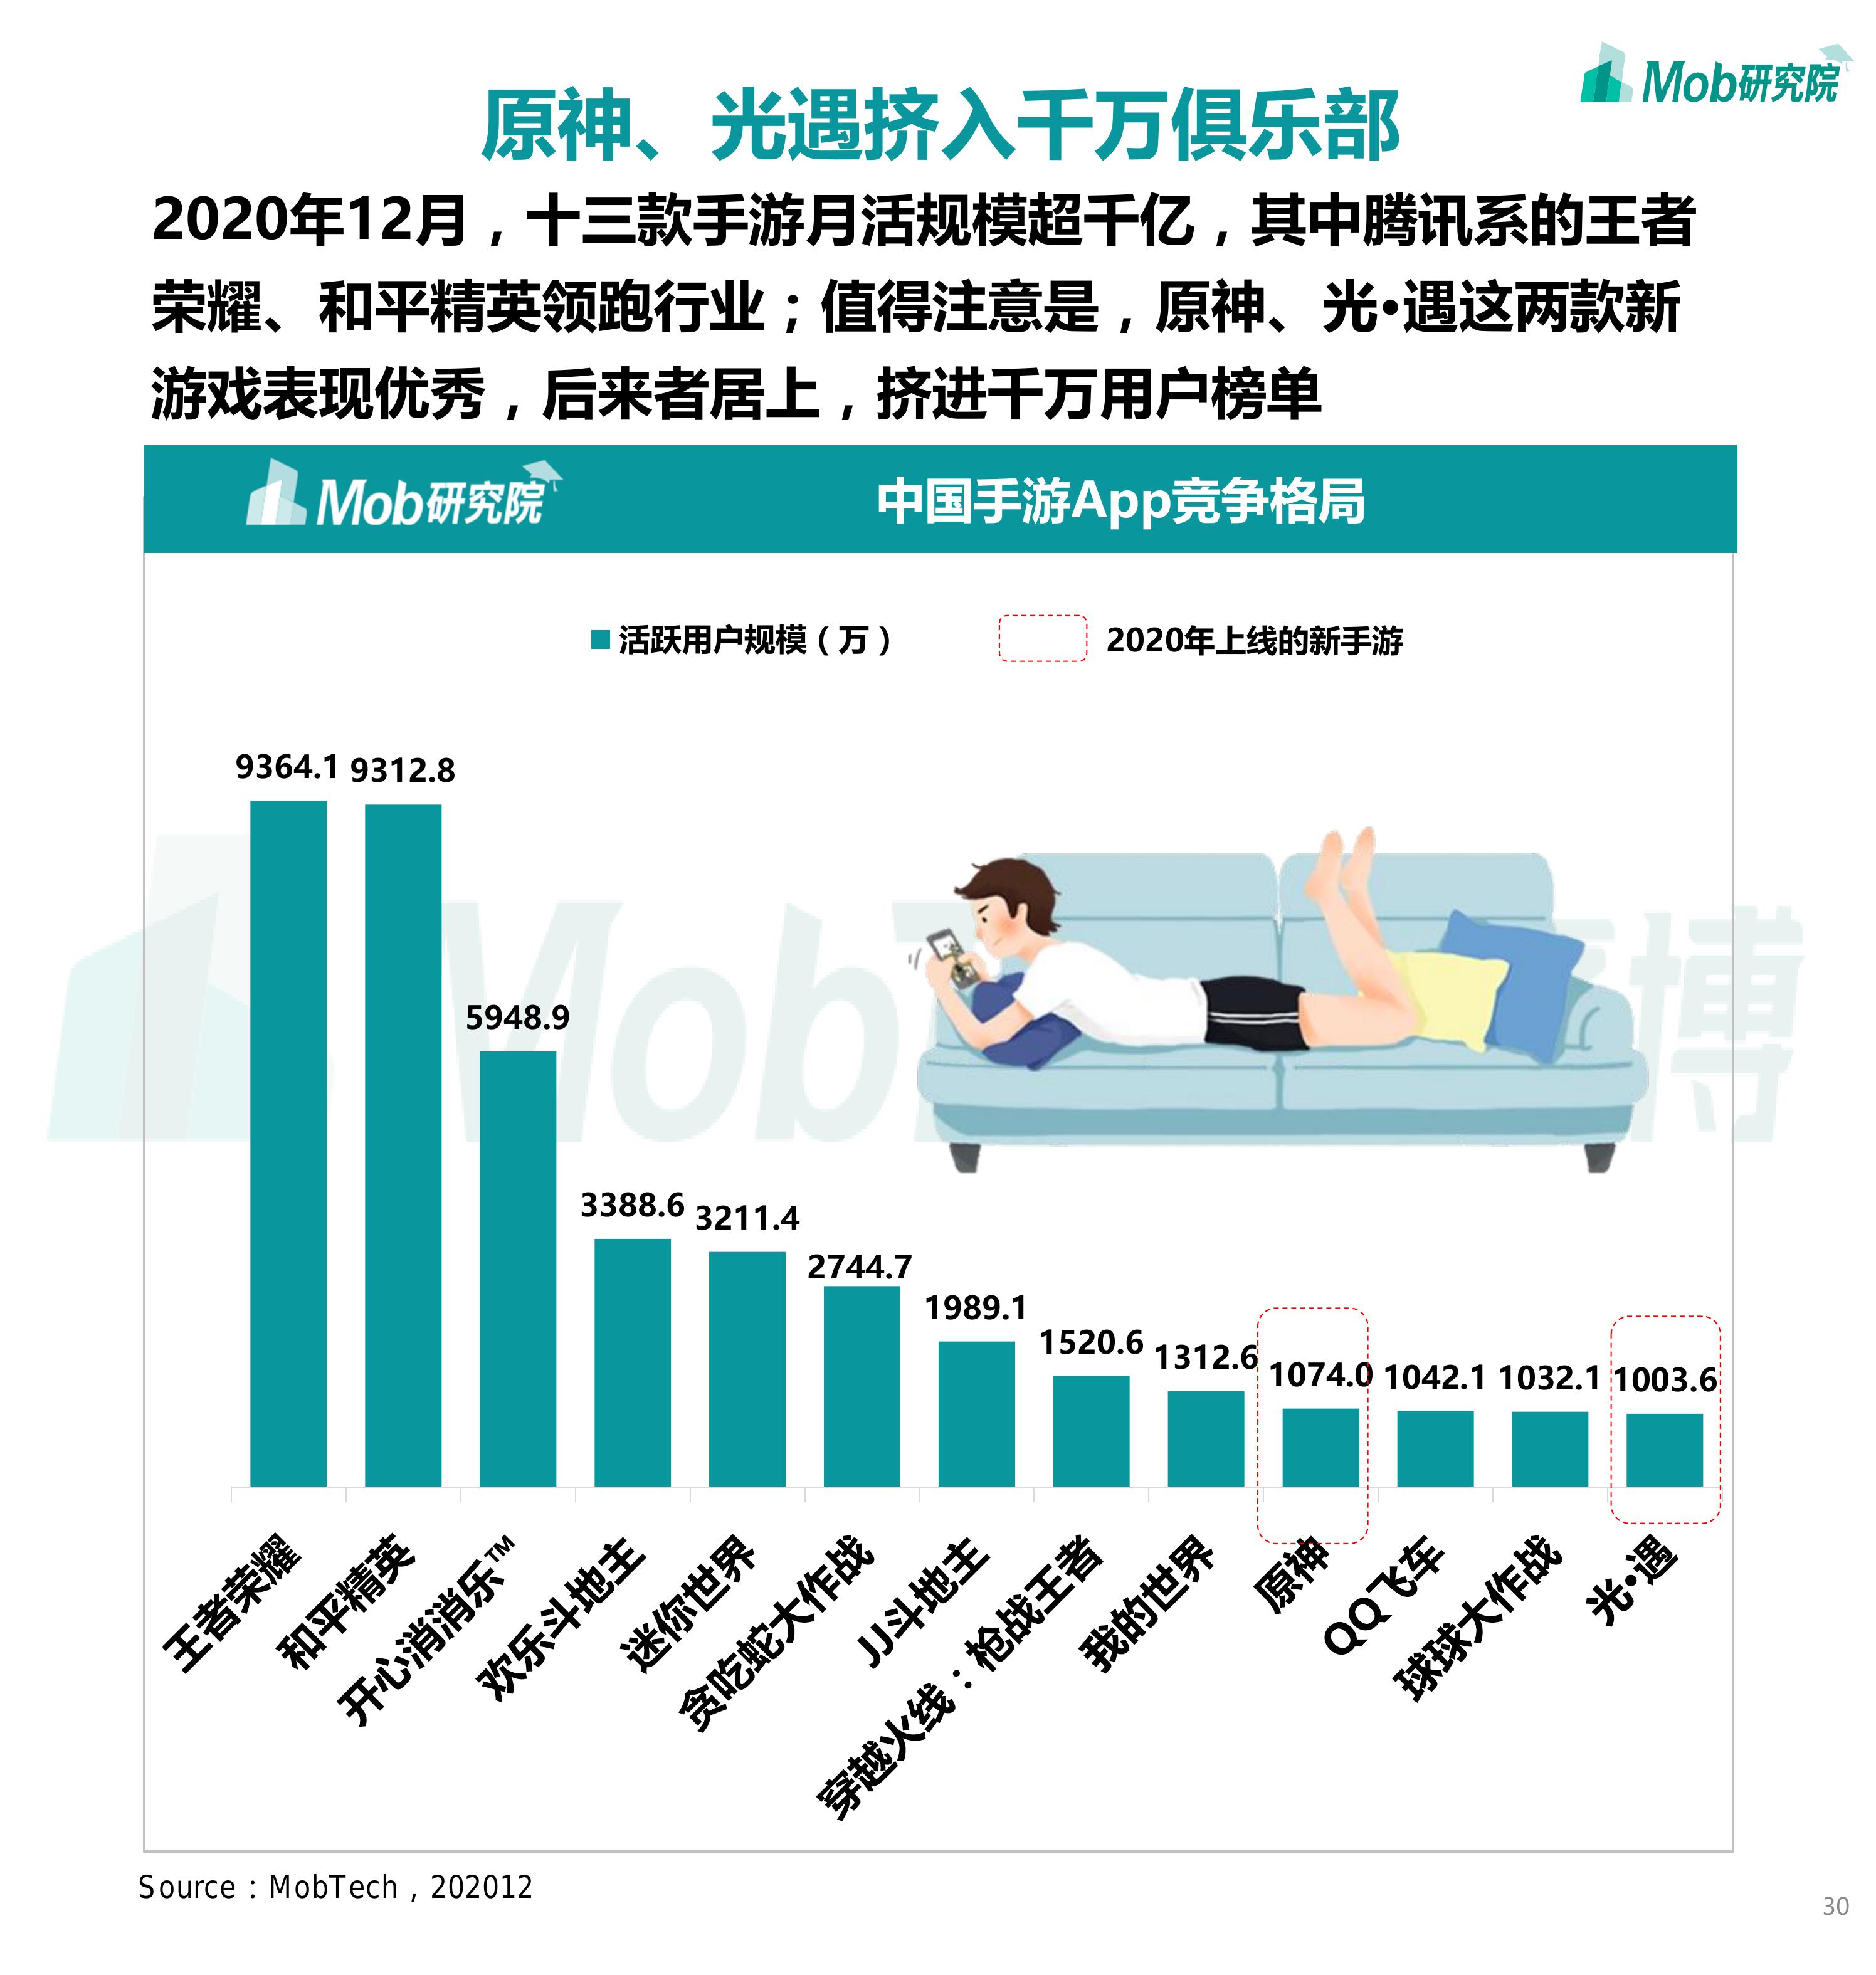 Mob研究院
原神、光遇挤入千万俱乐部
2020年12月，十三款手游月活规模超千亿，其中腾讯系的王者
荣耀、和平精英领跑行业；值得注意是，原神、光•遇这两款新
游戏表现优秀，后来者居上，挤进千万用户榜单
Mob研究院
中国手游App竞争格局
活跃用户规模（万）
2020年上线的新手游
9364.1
9312.8
5948.9
3388.6
3211.4
2744.7
1989.1
1520.6
1312.6
1074.0
1042.1
1032.1
1003.6
王者荣耀
和平精英
开心消消乐™
欢乐斗地主
迷你世界
贪吃蛇大作战
JJ斗地主
穿越火线：枪战王者
我的世界
原神
QQ飞车
球球大作战
光•遇
Source：MobTech，202012
30